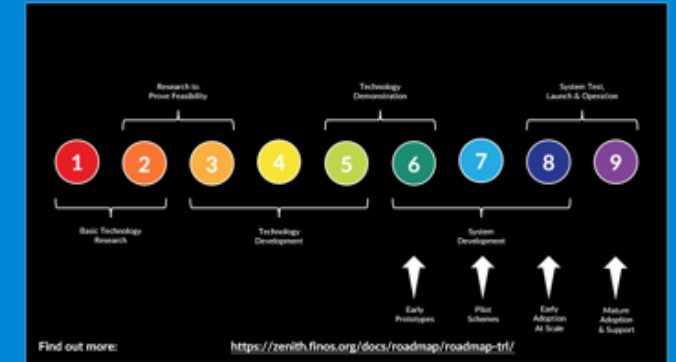 Research to
Prove Feasibility
Technology
Demonstration
System Test,
Launch & Operation
1 2 3 4 5 6 7 8 9
Basic Technology
Research
Technology
Development
System
Development
Early
Prototypes
Pilot
Schemes
Early
Adoption
At Scale
Mature
Adoption
& Support
Find out more: https://zenith.finos.org/docs/roadmap/roadmap-trl/